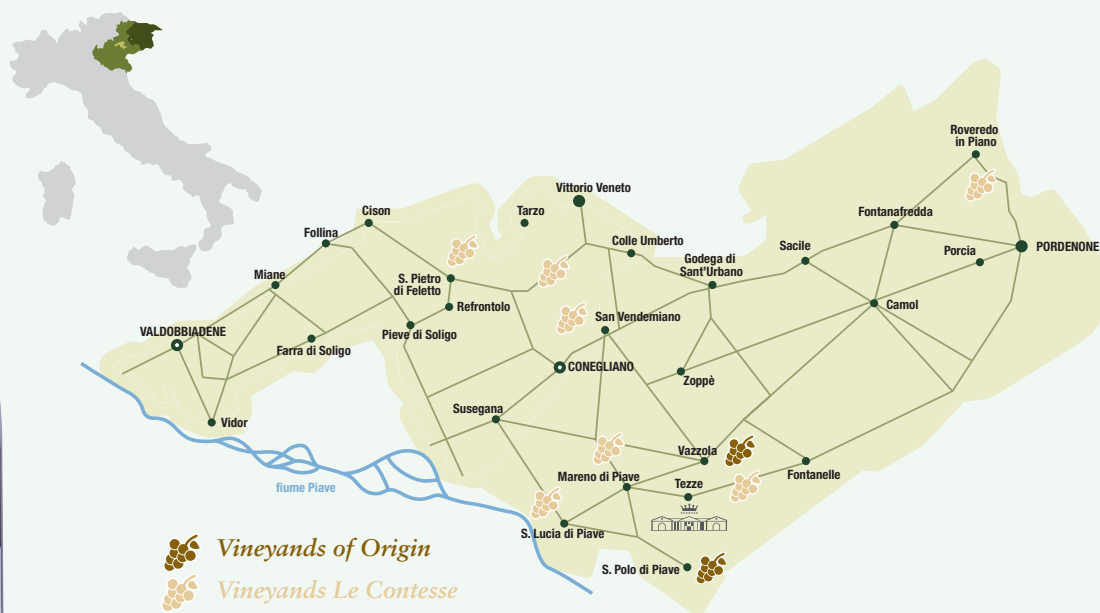 Roveredo
in Piano
Vittorio Veneto
Cison
Tarzo
Fontanafredda
Follina
Colle Umberto
Sacile
PORDENONE
Porcia
Godega di
Sant'Urbano
Miane
S. Pietro
di Feletto
Refrontolo
Camol
San Vendemiano
VALDOBBIADENE
Pieve di Soligo
Farra di Soligo
CONEGLIANO
Zoppè
Susegana
Vidor
Vazzola
Mareno di Piave
Tezze
Fontanelle
fiume Piave
S. Lucia di Piave
S. Polo di Piave
Vineyands of Origin
Vineyands Le Contesse